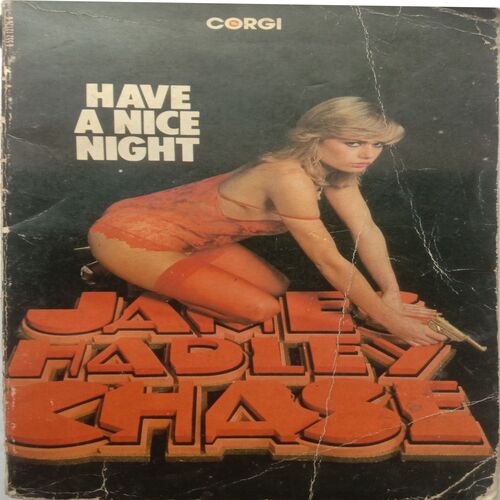 CORGI
HAVE
A NICE
NIGHT
JAMES
HADLEY
CHASE